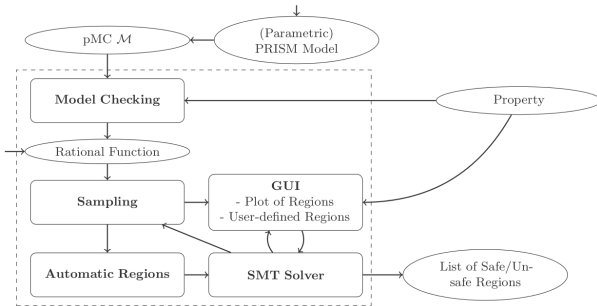 (Parametric)
PRISM Model
pMC ℳ
Model Checking
Property
Rational Function
Sampling
GUI
- Plot of Regions
- User-defined Regions
Automatic Regions
SMT Solver
List of Safe/Un-
safe Regions